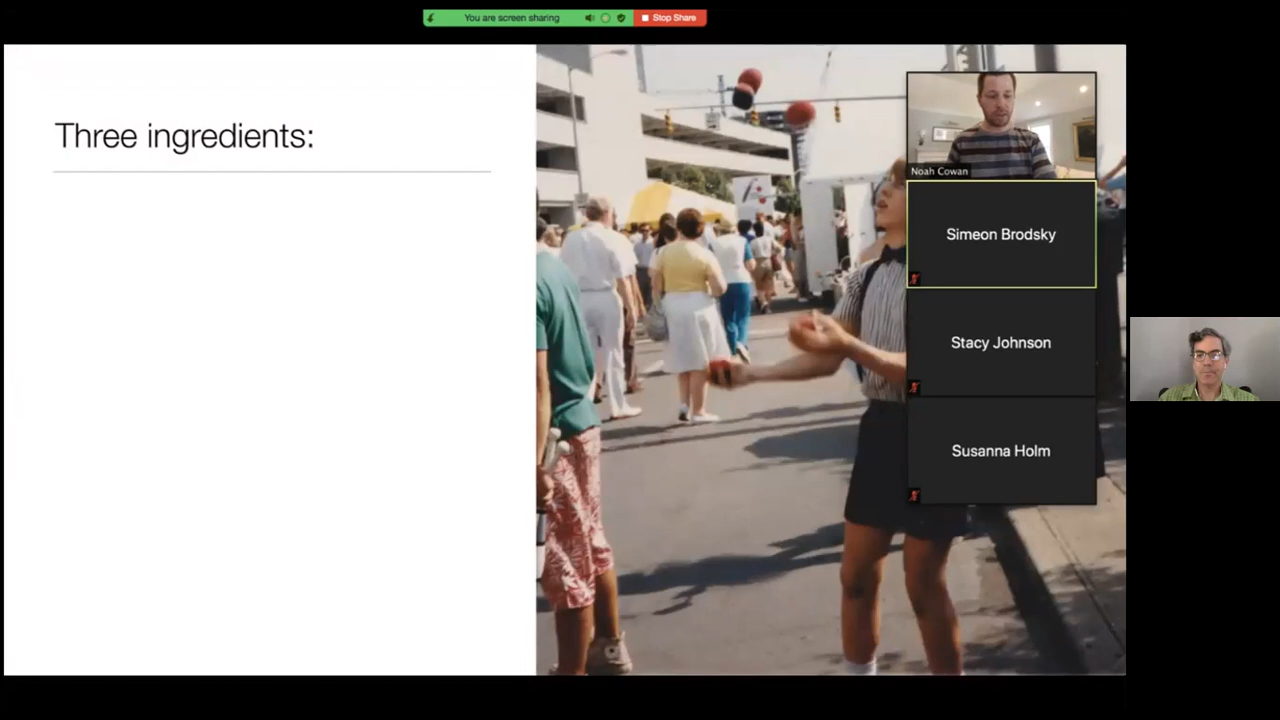 You are screen sharing
Stop Share
Three ingredients:
Noah Cowan
Simeon Brodsky
Stacy Johnson
Susanna Holm